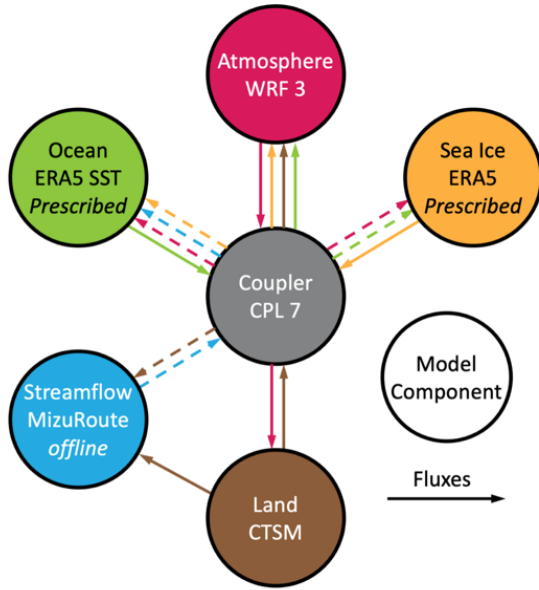 Atmosphere
WRF 3
Ocean
ERA5 SST
Prescribed
Sea Ice
ERA5
Prescribed
Coupler
CPL 7
Streamflow
MizuRoute
offline
Model
Component
Land
CTSM
Fluxes